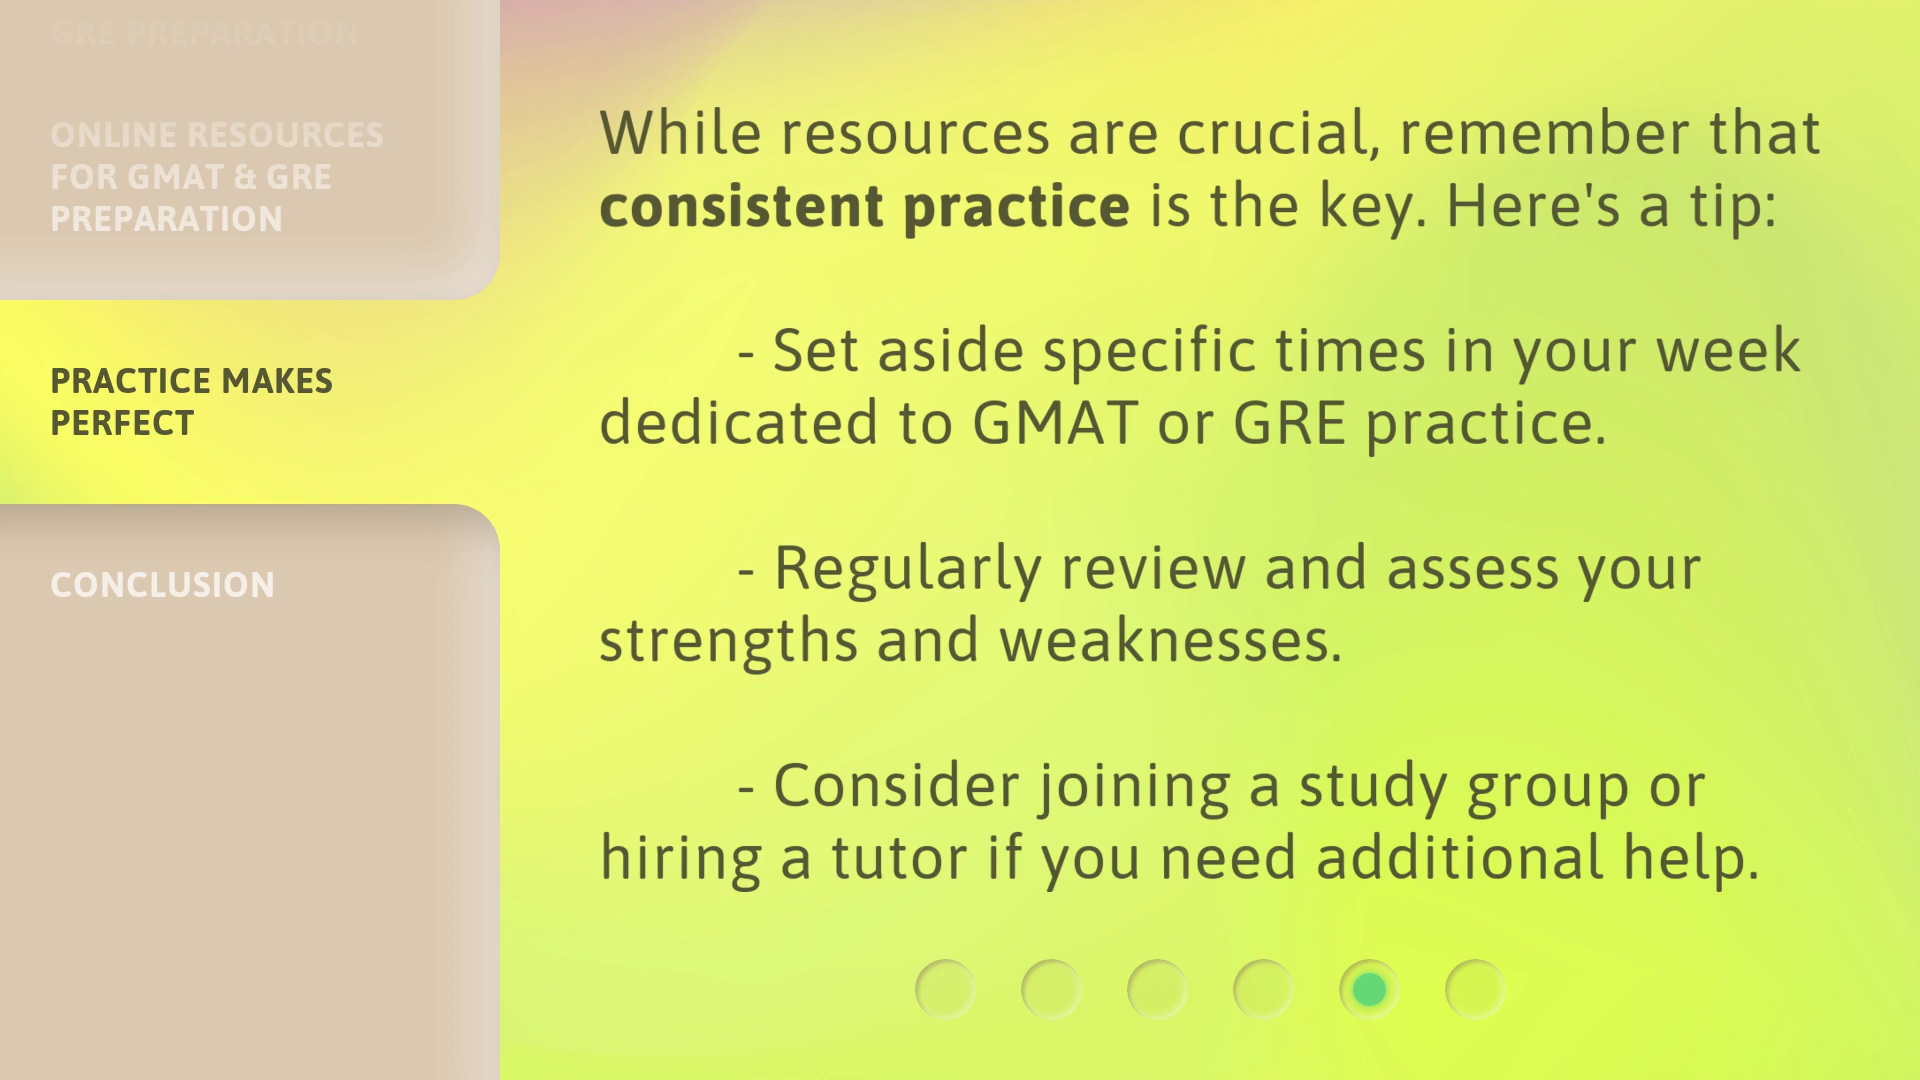 GRE PREPARATION
ONLINE RESOURCES
FOR GMAT & GRE
PREPARATION
PRACTICE MAKES
PERFECT
CONCLUSION
While resources are crucial, remember that
consistent practice is the key. Here's a tip:
- Set aside specific times in your week
dedicated to GMAT or GRE practice.
- Regularly review and assess your
strengths and weaknesses.
- Consider joining a study group or
hiring a tutor if you need additional help.